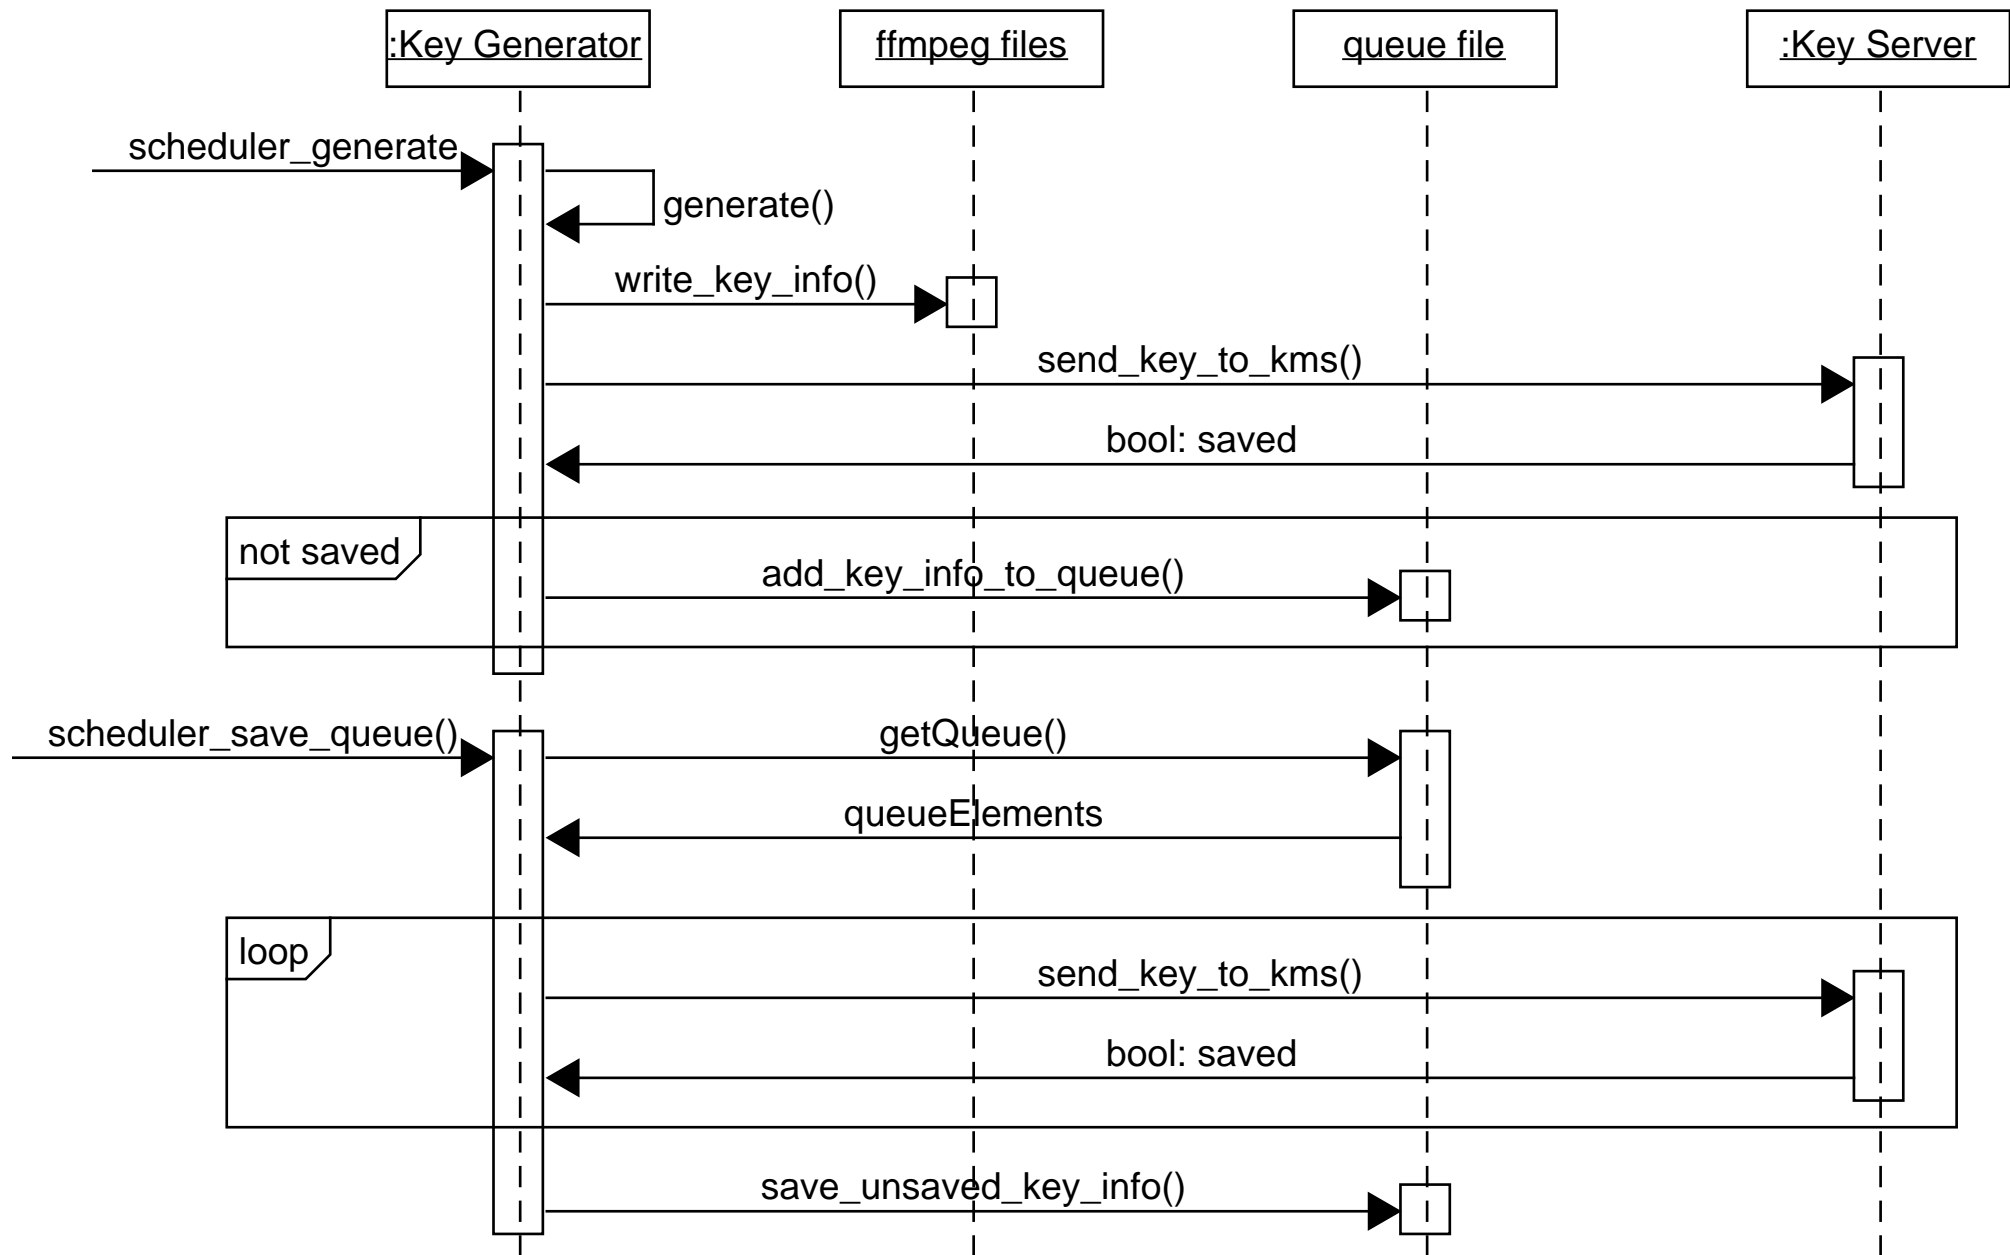 :Key Generator
ffmpeg files
queue file
:Key Server
scheduler_generate
generate()
write_key_info()
send_key_to_kms()
bool: saved
not saved
add_key_info_to_queue()
scheduler_save_queue()
getQueue()
queueElements
loop
send_key_to_kms()
bool: saved
save_unsaved_key_info()